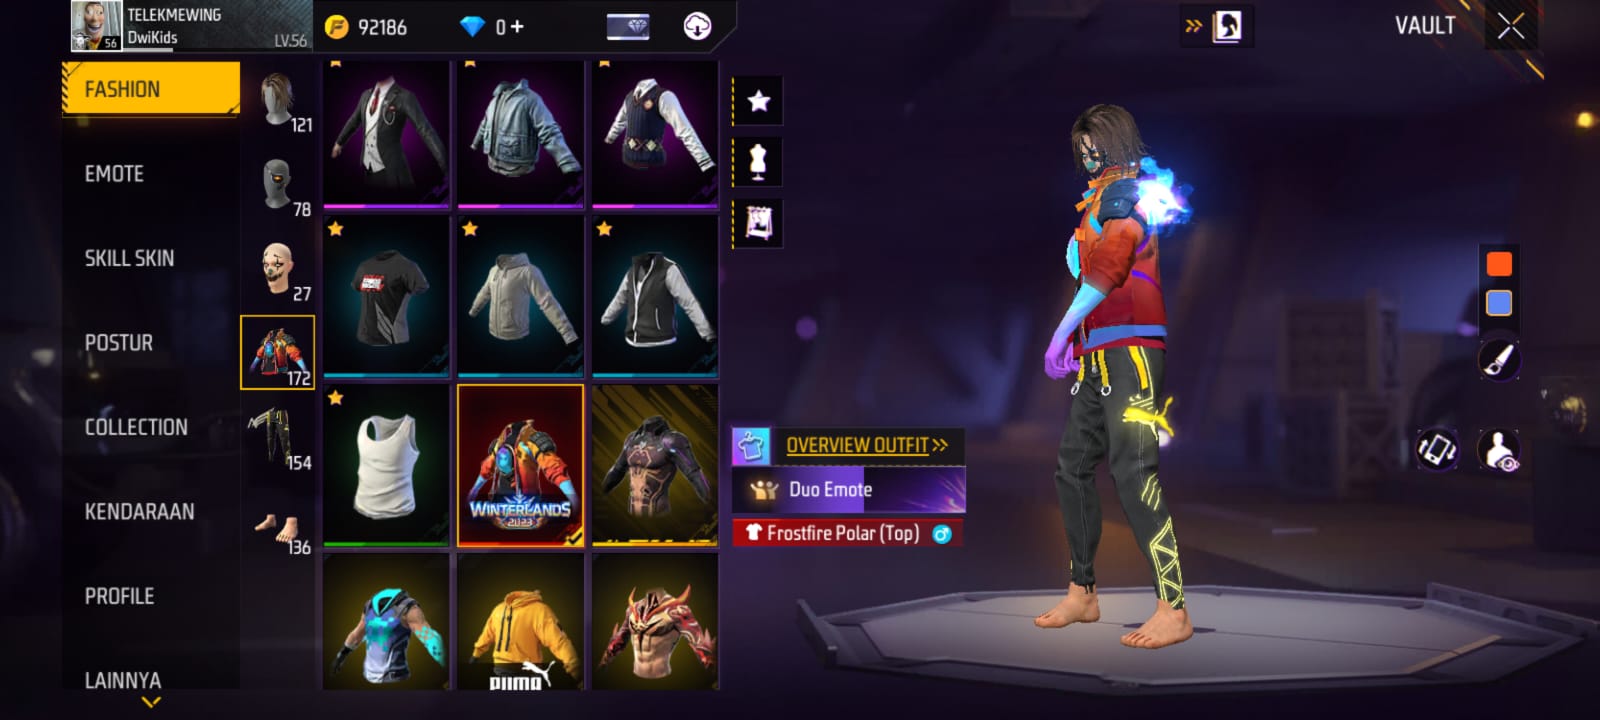 TELEKMEWING
DwiKids
56
LV.56
92186
0 +
VAULT
FASHION
EMOTE
SKILL SKIN
POSTUR
COLLECTION
KENDARAAN
PROFILE
LAINNYA
121
78
27
172
154
136
WINTERLANDS
2023
PUMA
OVERVIEW OUTFIT >>
Duo Emote
Frostfire Polar (Top)